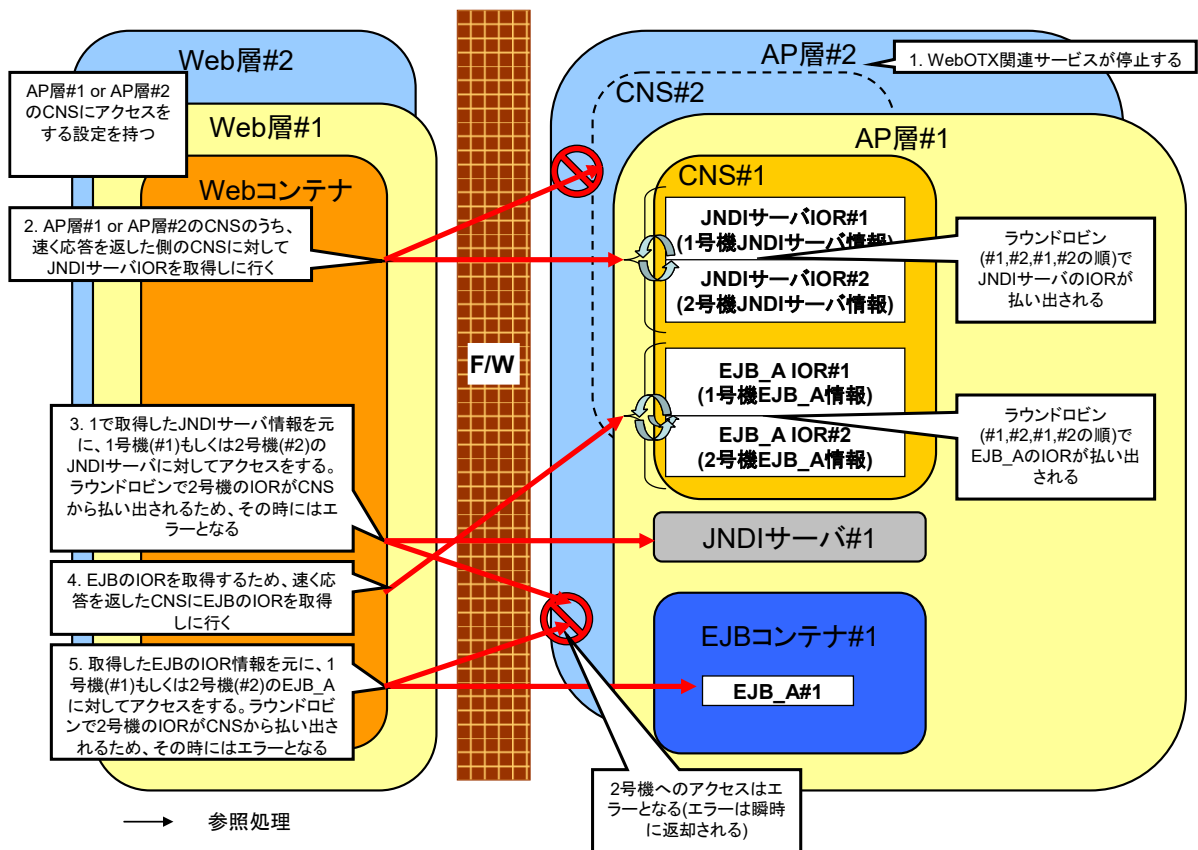 Web層#2
AP層#1 or AP層#2
のCNSにアクセスを
する設定を持つ
Web層#1
Webコンテナ
2. AP層#1 or AP層#2のCNSのうち、
速く応答を返した側のCNSに対して
JNDIサーバIORを取得しに行く
3. 1で取得したJNDIサーバ情報を元
に、1号機(#1)もしくは2号機(#2)の
JNDIサーバに対してアクセスをする。
ラウンドロビンで2号機のIORがCNS
から払い出されるため、その時にはエ
ラーとなる
4. EJBのIORを取得するため、速く応
答を返したCNSにEJBのIORを取得
しに行く
5. 取得したEJBのIOR情報を元に、1
号機(#1)もしくは2号機(#2)のEJB_A
に対してアクセスをする。ラウンドロビ
ンで2号機のIORがCNSから払い出さ
れるため、その時にはエラーとなる
参照処理
F/W
AP層#2
1. WebOTX関連サービスが停止する
CNS#2
AP層#1
CNS#1
JNDIサーバIOR#1
(1号機JNDIサーバ情報)
JNDIサーバIOR#2
(2号機JNDIサーバ情報)
ラウンドロビン
(#1,#2,#1,#2の順)で
JNDIサーバのIORが
払い出される
EJB_A IOR#1
(1号機EJB_A情報)
EJB_A IOR#2
(2号機EJB_A情報)
ラウンドロビン
(#1,#2,#1,#2の順)で
EJB_AのIORが払い出
される
JNDIサーバ#1
EJBコンテナ#1
EJB_A#1
2号機へのアクセスはエ
ラーとなる(エラーは瞬時
に返却される)